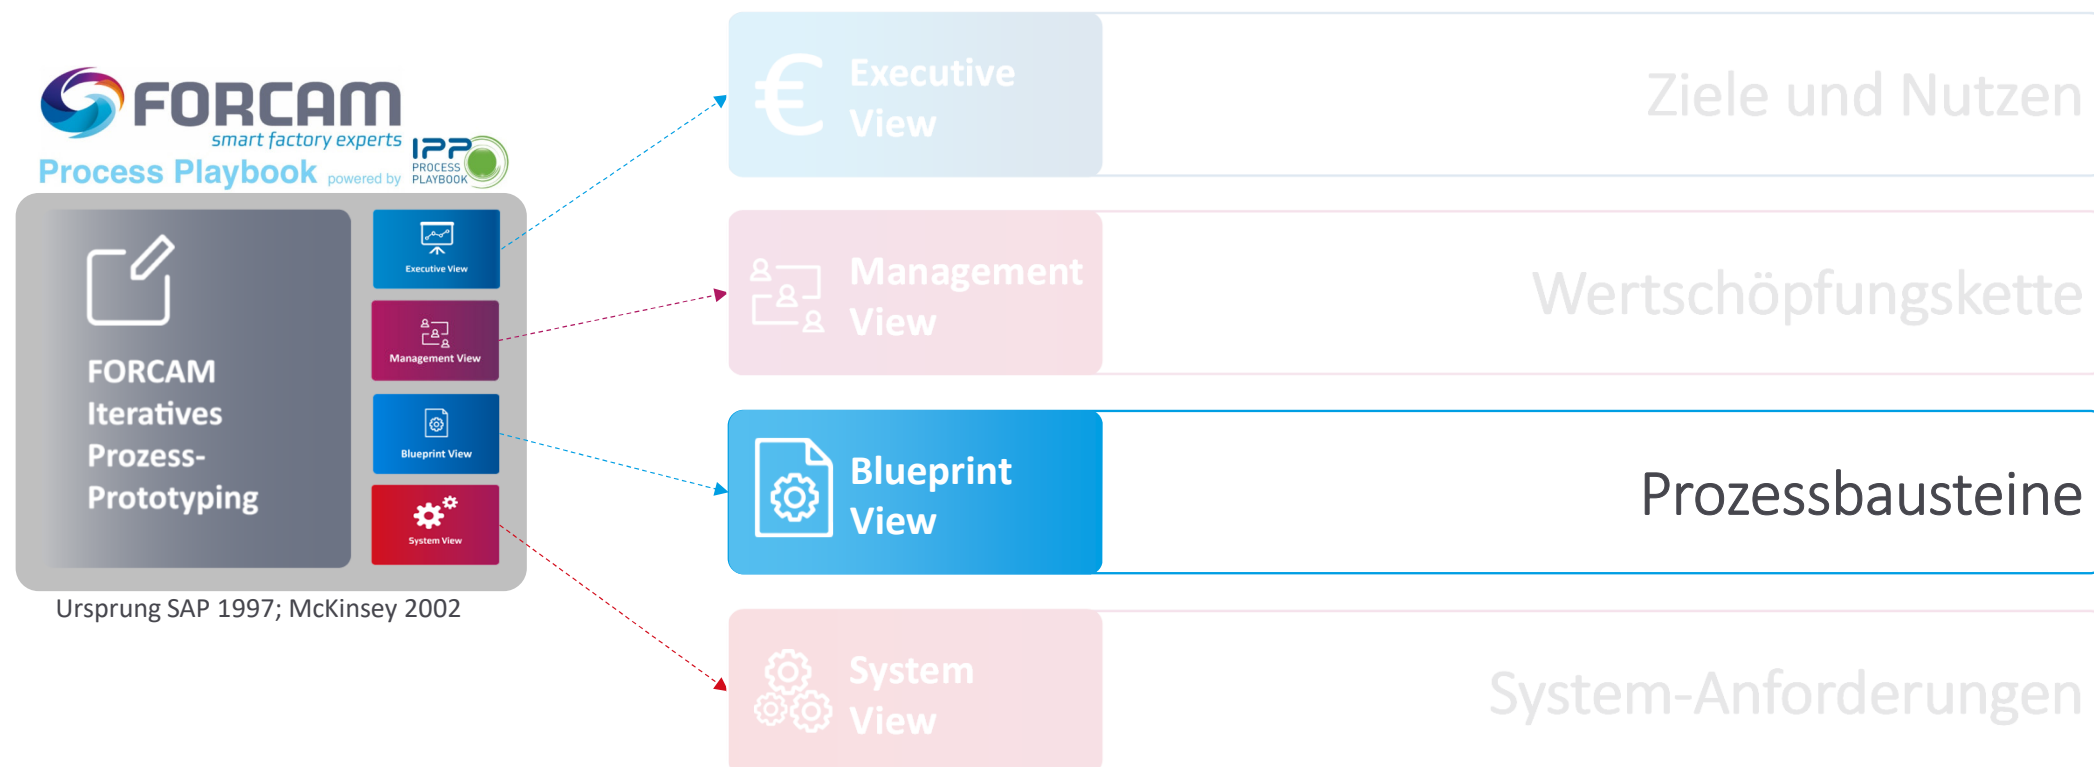 FORCAM
smart factory experts
Process Playbook powered by
IPP
PROCESS
PLAYBOOK
FORCAM
Iteratives
Prozess-
Prototyping
Executive View
Management View
Blueprint View
System View
Ursprung SAP 1997; McKinsey 2002
€ Executive
View
Ziele und Nutzen
Management
View
Wertschöpfungskette
Blueprint
View
Prozessbausteine
System
View
System-Anforderungen